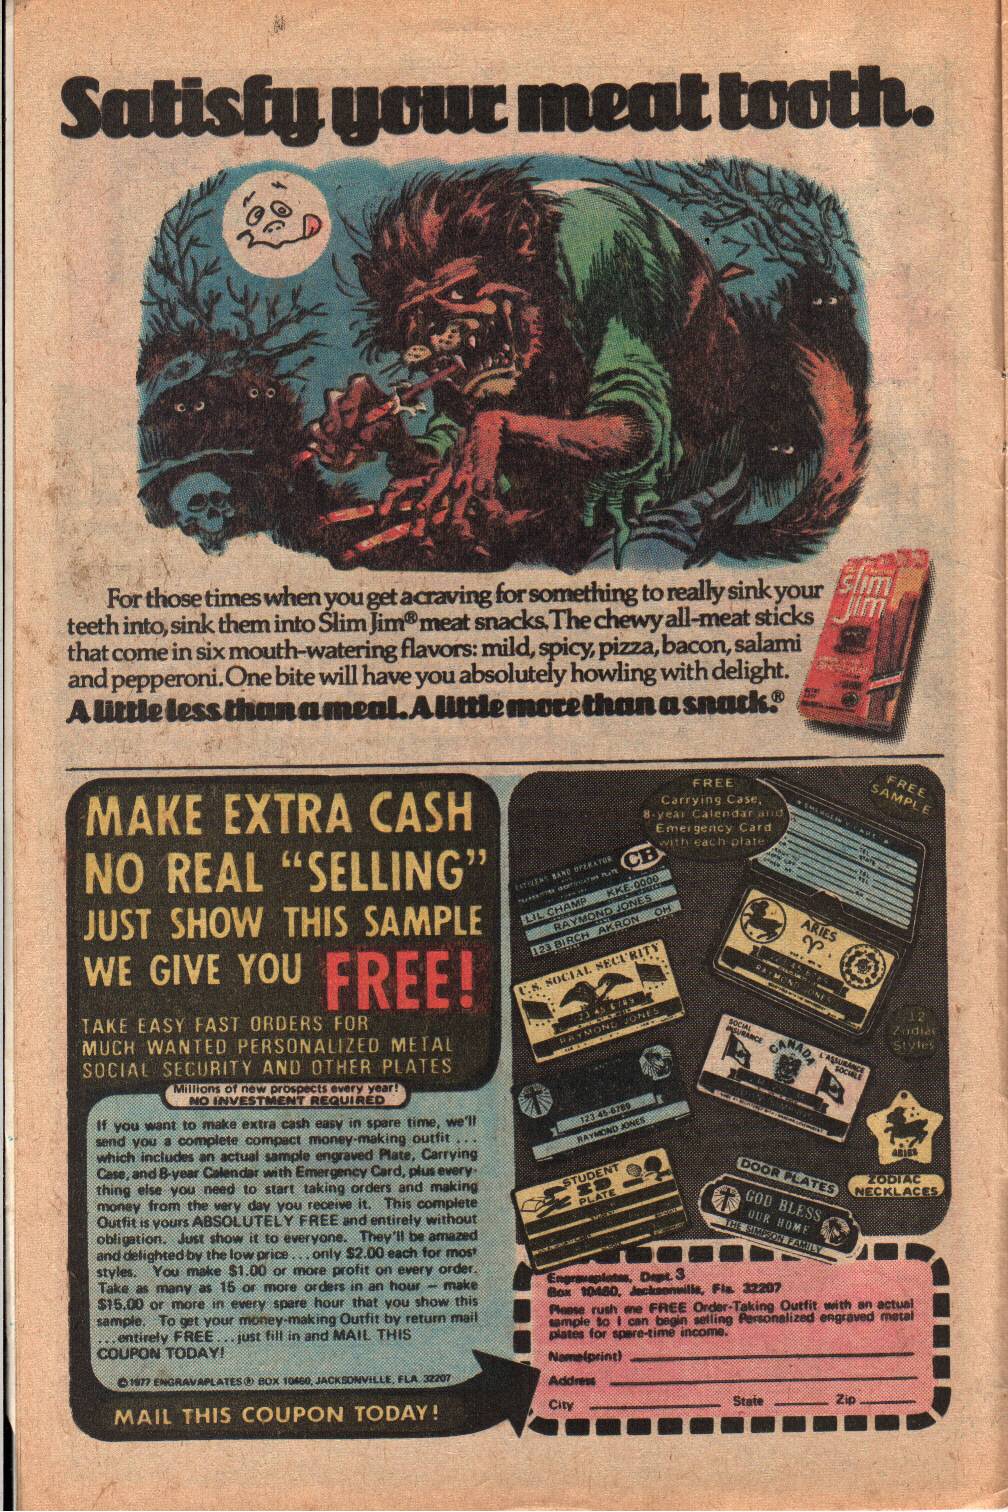 Satisfy your meat tooth.
For those times when you get a craving for something to really sink your
teeth into, sink them into Slim Jim® meat snacks. The chewy all-meat sticks
that come in six mouth-watering flavors: mild, spicy, pizza, bacon, salami
and pepperoni. One bite will have you absolutely howling with delight.
A little less than a meal. A little more than a snack.®
slim
jim
MAKE EXTRA CASH
NO REAL "SELLING"
JUST SHOW THIS SAMPLE
WE GIVE YOU FREE!
TAKE EASY FAST ORDERS FOR
MUCH WANTED PERSONALIZED METAL
SOCIAL SECURITY AND OTHER PLATES
Millions of new prospects every year!
NO INVESTMENT REQUIRED
If you want to make extra cash easy in spare time, we'll
send you a complete compact money-making outfit ...
which includes an actual sample engraved Plate, Carrying
Case, and 8-year Calendar with Emergency Card, plus every-
thing else you need to start taking orders and making
money from the very day you receive it. This complete
Outfit is yours ABSOLUTELY FREE and entirely without
obligation. Just show it to everyone. They'll be amazed
and delighted by the low price ... only $2.00 each for most
styles. You make $1.00 or more profit on every order.
Take as many as 15 or more orders in an hour — make
$15.00 or more in every spare hour that you show this
sample. To get your money-making Outfit by return mail
...entirely FREE...just fill in and MAIL THIS
COUPON TODAY!
©1977 ENGRAVAPLATES® BOX 10460, JACKSONVILLE, FLA. 32207
MAIL THIS COUPON TODAY!
FREE
Carrying Case,
8-year Calendar and
Emergency Card
with each plate
FREE
SAMPLE
EMERGENCY CARD
CITIZENS BAND OPERATOR
CB
LIL CHAMP KKE-0000
RAYMOND JONES
123 BIRCH AKRON OH
ARIES
RAYMOND JONES
U.S. SOCIAL SECURITY
123 45 6789
RAYMOND JONES
12
Zodiac
Styles
SOCIAL
INSURANCE
CANADA
L'ASSURANCE
SOCIALE
123-45-6789
RAYMOND JONES
ARIES
ZODIAC
NECKLACES
STUDENT
ID
PLATE
DOOR PLATES
GOD BLESS
OUR HOME
THE SIMPSON FAMILY
Engravaplates, Dept. 3
Box 10460, Jacksonville, Fla. 32207
Please rush me FREE Order-Taking Outfit with an actual
sample so I can begin selling Personalized engraved metal
plates for spare-time income.
Name(print)
Address
City State Zip